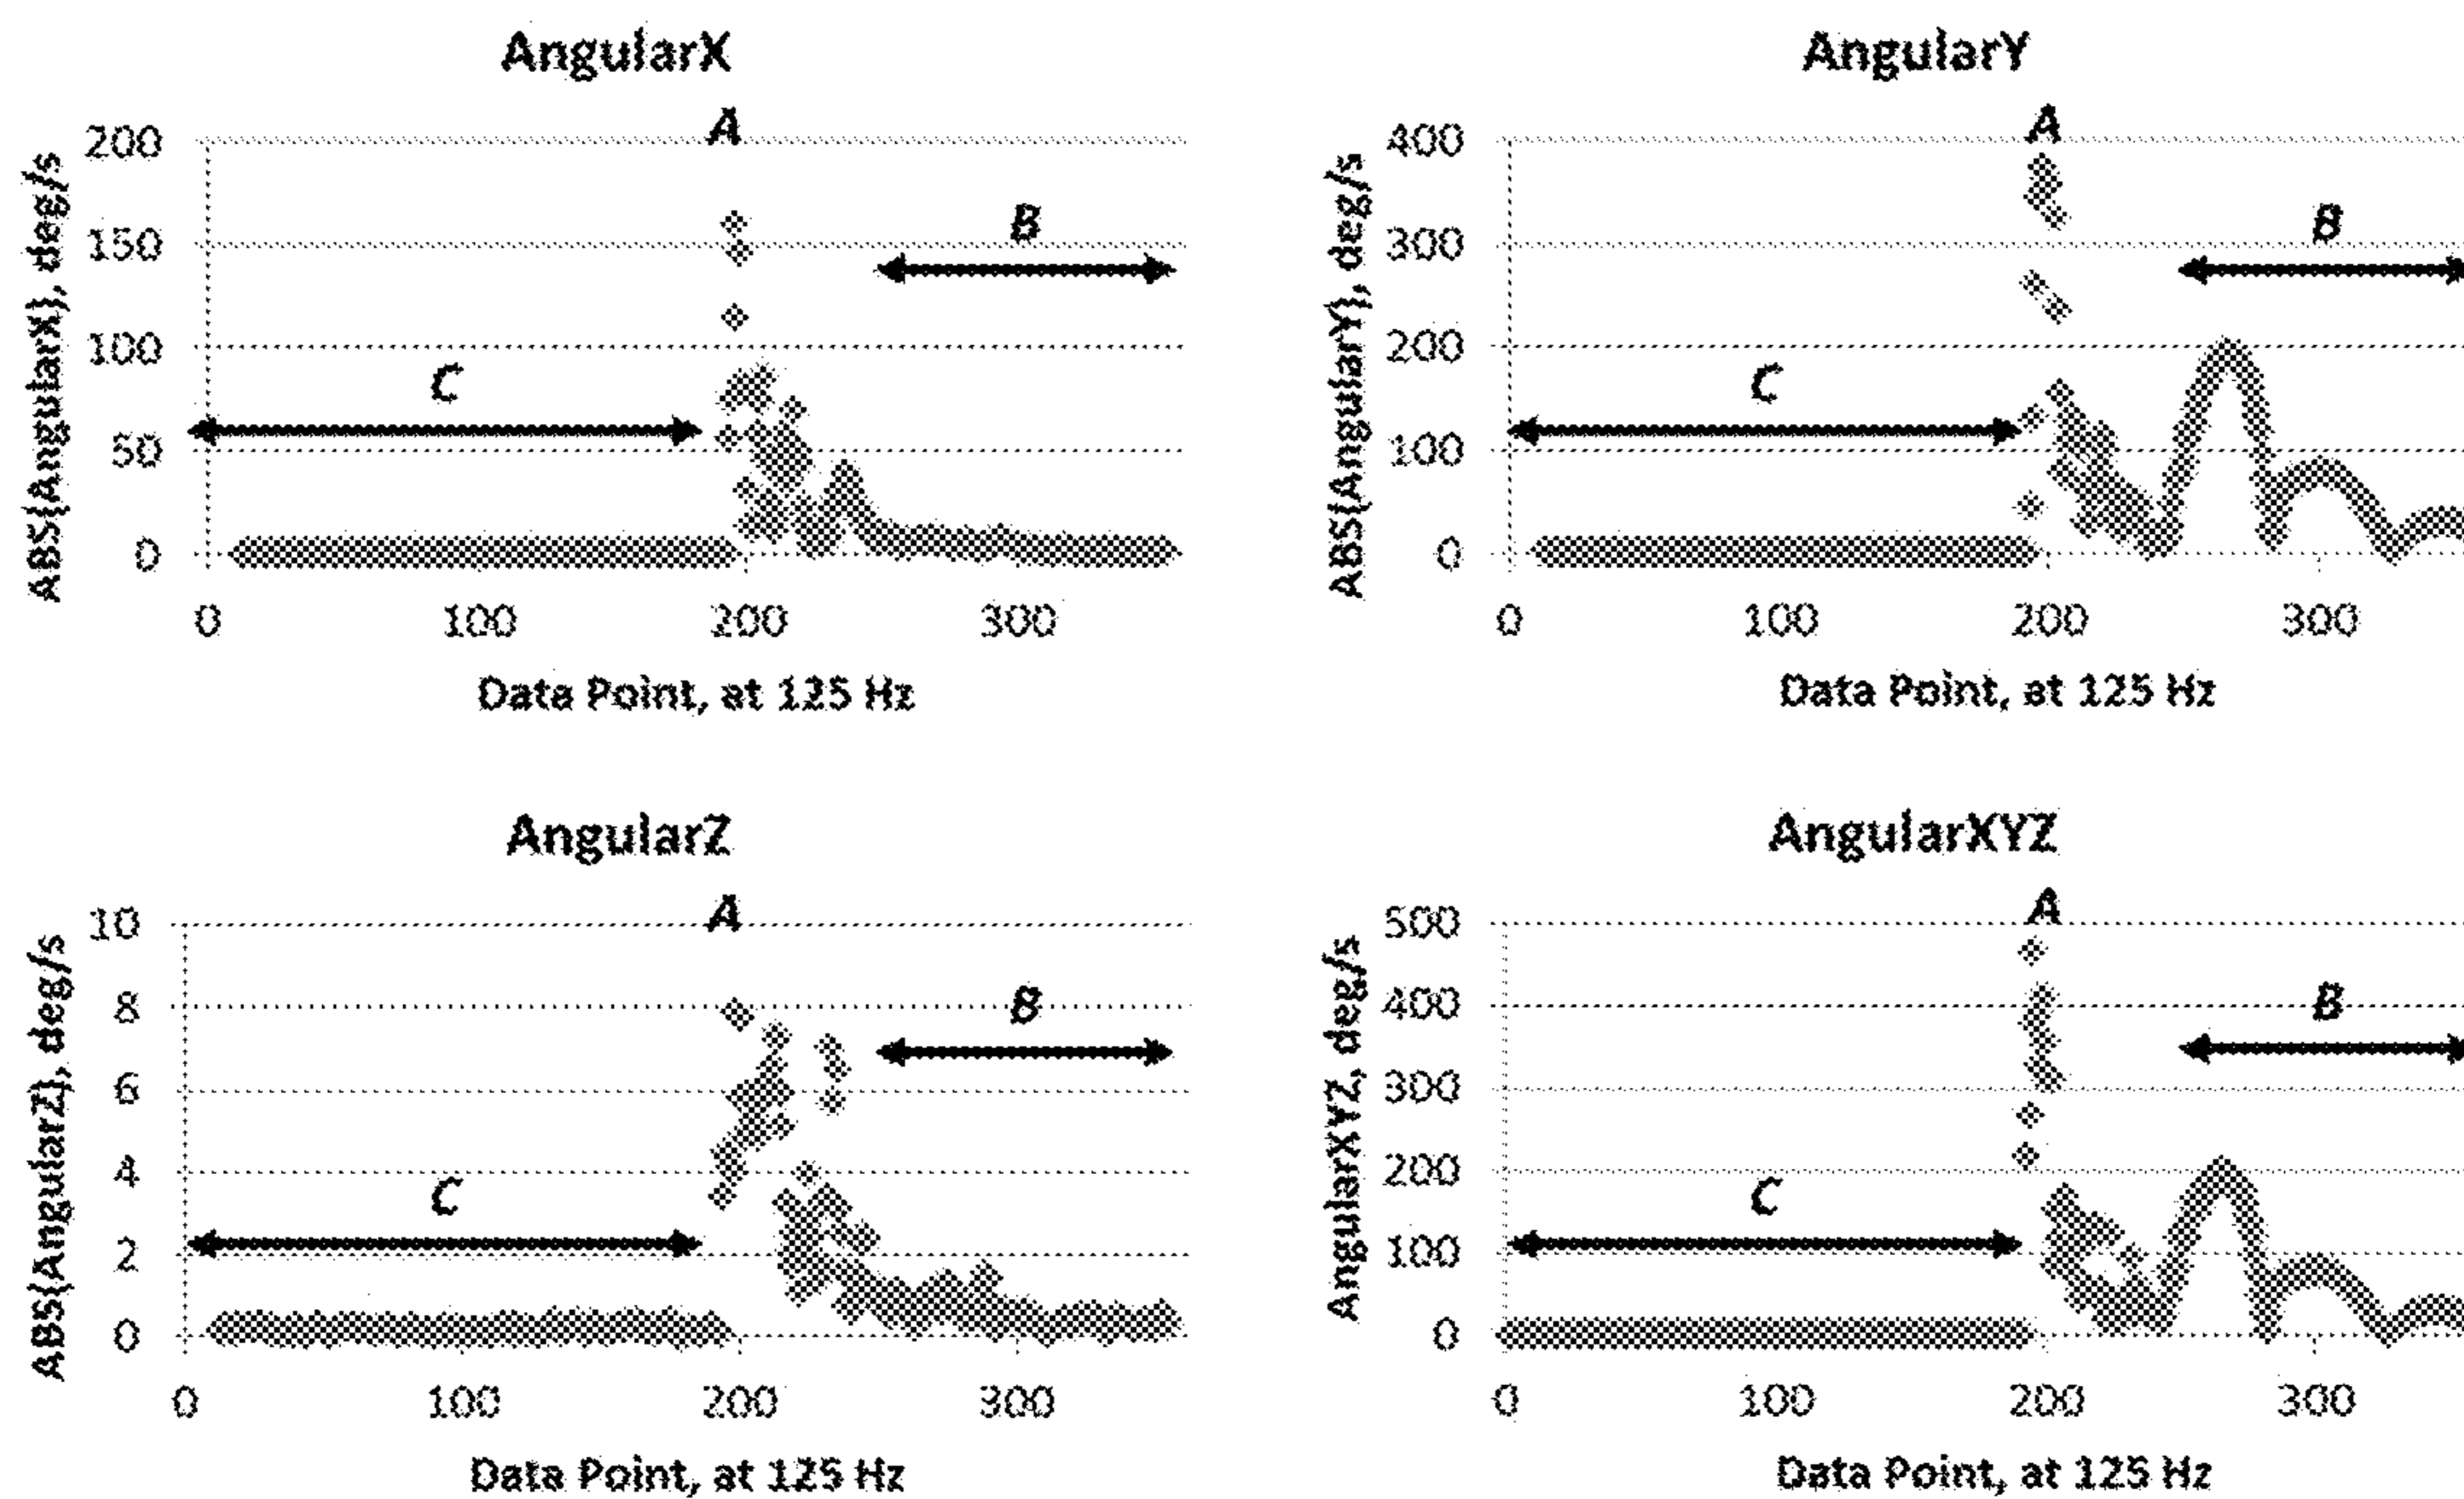 AngularX
A
B
C
200
150
100
50
0
0 100 200 300
ABS(AngularX), deg/s
Data Point, at 125 Hz
AngularY
A
B
C
400
300
200
100
0
0 100 200 300
ABS(AngularY), deg/s
Data Point, at 125 Hz
AngularZ
A
B
C
10
8
6
4
2
0
0 100 200 300
ABS(AngularZ), deg/s
Data Point, at 125 Hz
AngularXYZ
A
B
C
500
400
300
200
100
0
0 100 200 300
AngularXYZ, deg/s
Data Point, at 125 Hz